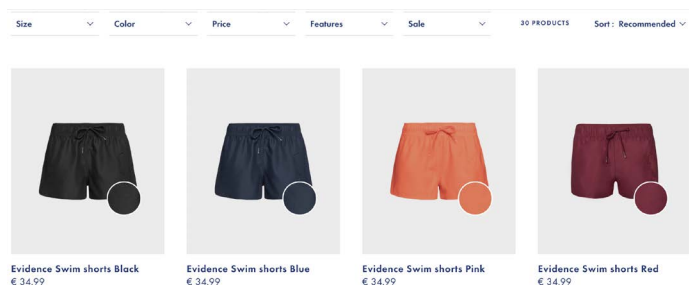 Size
Color
Price
Features
Sale
30 PRODUCTS
Sort : Recommended
Evidence Swim shorts Black
€ 34.99
Evidence Swim shorts Blue
€ 34.99
Evidence Swim shorts Pink
€ 34.99
Evidence Swim shorts Red
€ 34.99